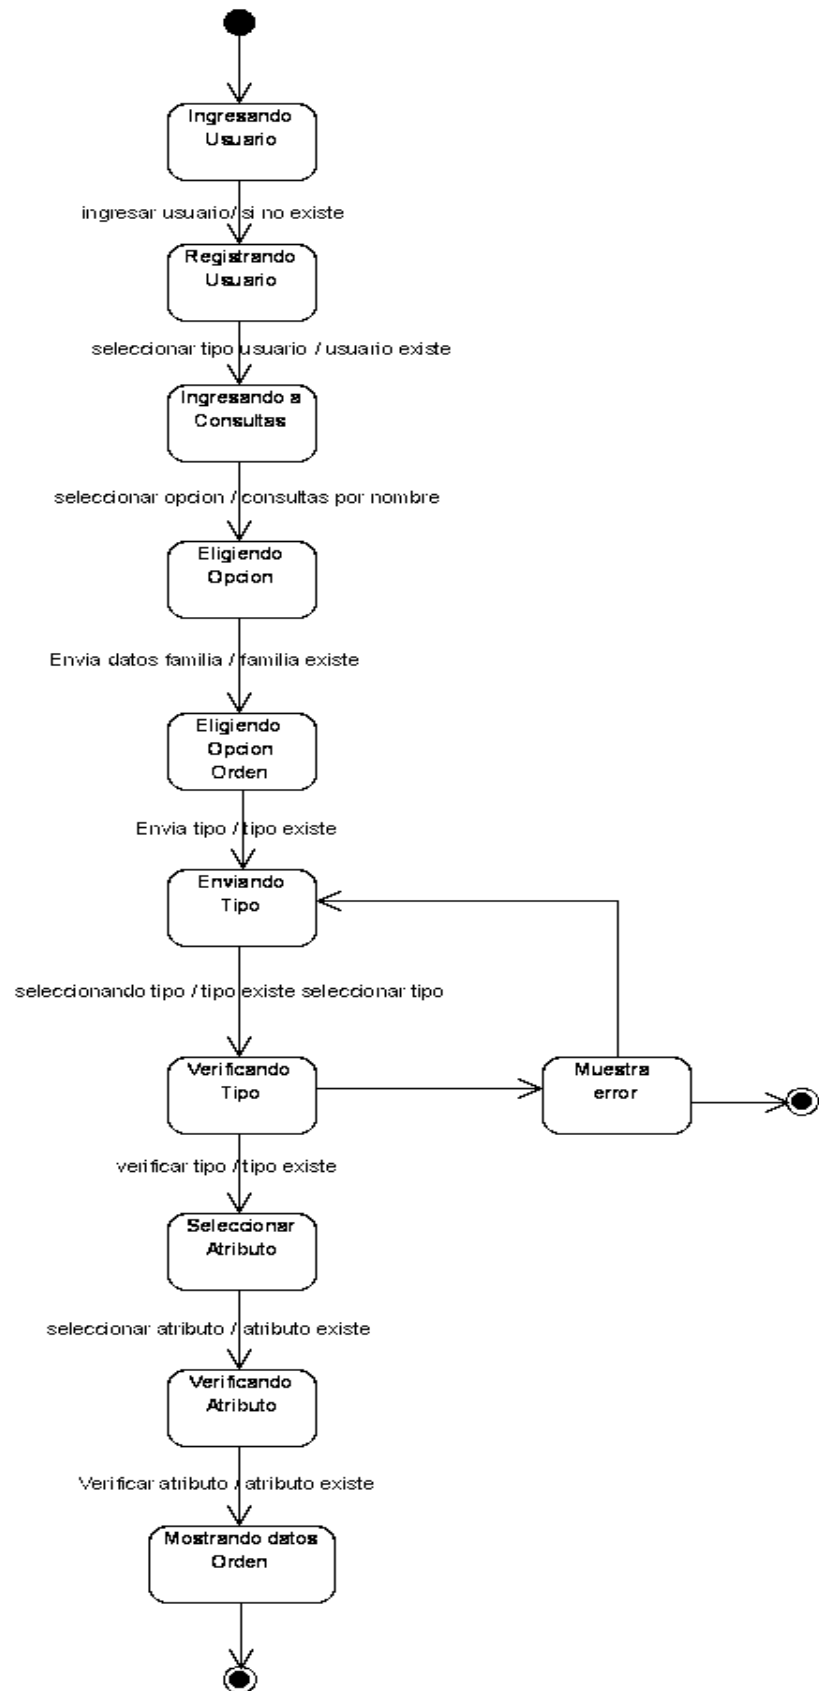 Ingresando
Usuario
ingresar usuario/ si no existe
Registrando
Usuario
seleccionar tipo usuario / usuario existe
Ingresando a
Consultas
seleccionar opcion / consultas por nombre
Eligiendo
Opcion
Envia datos familia / familia existe
Eligiendo
Opcion
Orden
Envia tipo / tipo existe
Enviando
Tipo
seleccionando tipo / tipo existe seleccionar tipo
Verificando
Tipo
Muestra
error
verificar tipo / tipo existe
Seleccionar
Atributo
seleccionar atributo / atributo existe
Verificando
Atributo
Verificar atributo / atributo existe
Mostrando datos
Orden